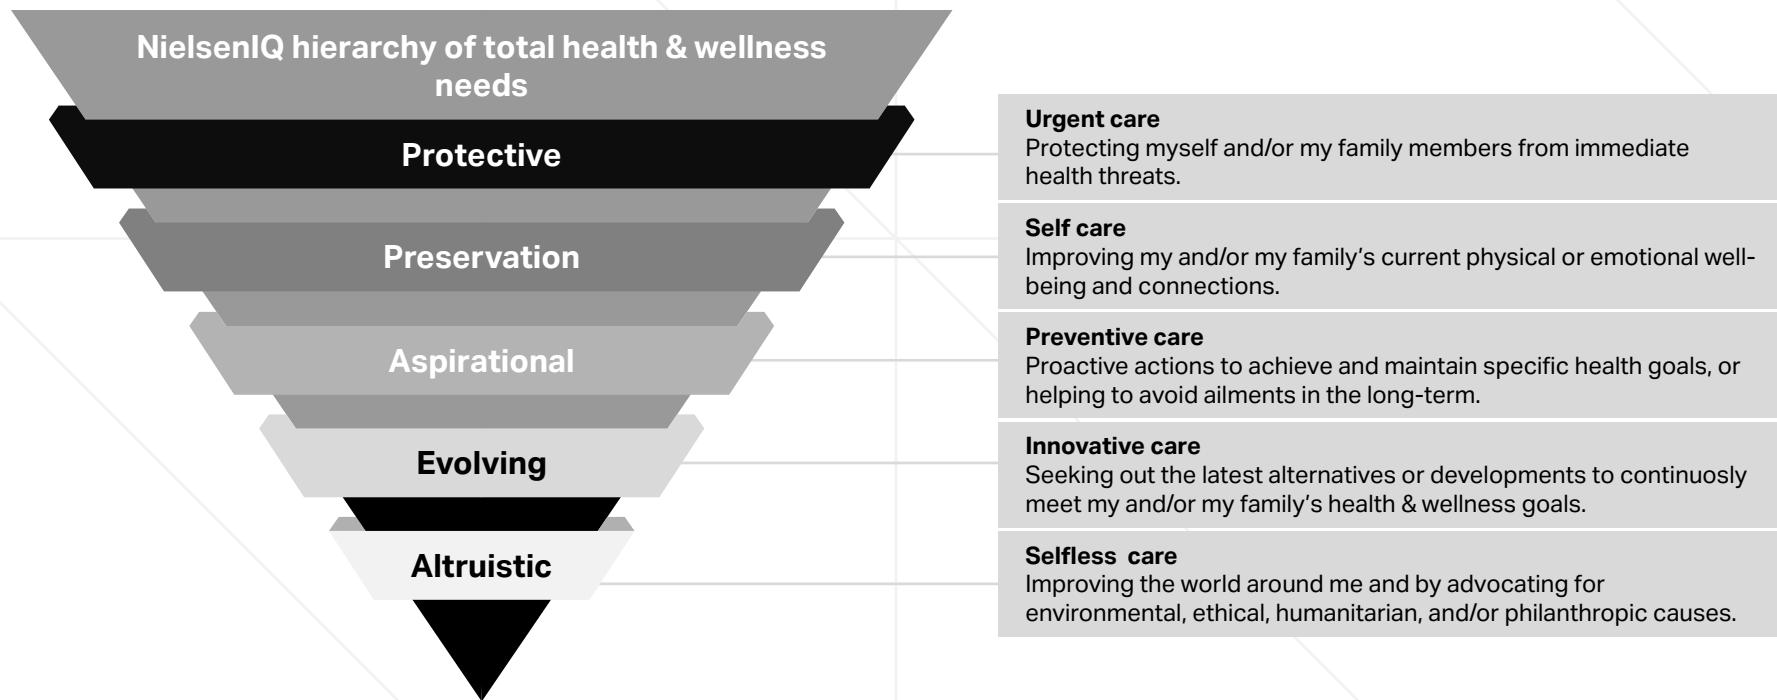 NielsenIQ hierarchy of total health & wellness
needs
Protective
Urgent care
Protecting myself and/or my family members from immediate
health threats.
Preservation
Self care
Improving my and/or my family's current physical or emotional well-
being and connections.
Aspirational
Preventive care
Proactive actions to achieve and maintain specific health goals, or
helping to avoid ailments in the long-term.
Evolving
Innovative care
Seeking out the latest alternatives or developments to continuosly
meet my and/or my family's health & wellness goals.
Altruistic
Selfless  care
Improving the world around me and by advocating for
environmental, ethical, humanitarian, and/or philanthropic causes.